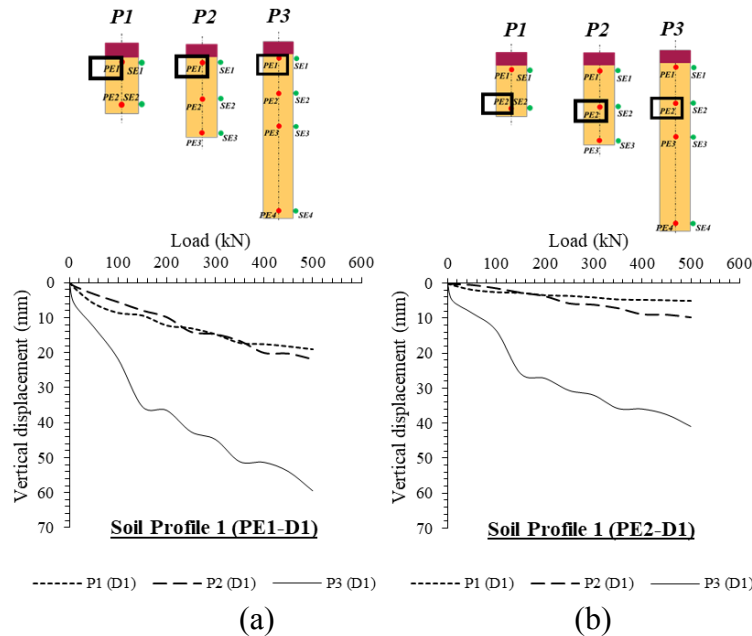 P1 P2 P3
PE1 SE1 PE1 SE1 PE1 SE1
PE2 SE2 PE2 SE2 PE2 SE2
PE3 SE3 PE3 SE3
PE4 SE4
Load (kN)
0 100 200 300 400 500 600
0
10
20
30
40
50
60
70
Vertical displacement (mm)
Soil Profile 1 (PE1-D1)
P1 (D1) P2 (D1) P3 (D1)
(a)
P1 P2 P3
PE1 SE1 PE1 SE1 PE1 SE1
PE2 SE2 PE2 SE2 PE2 SE2
PE3 SE3 PE3 SE3
PE4 SE4
Load (kN)
0 100 200 300 400 500 600
0
10
20
30
40
50
60
70
Vertical displacement (mm)
Soil Profile 1 (PE2-D1)
P1 (D1) P2 (D1) P3 (D1)
(b)